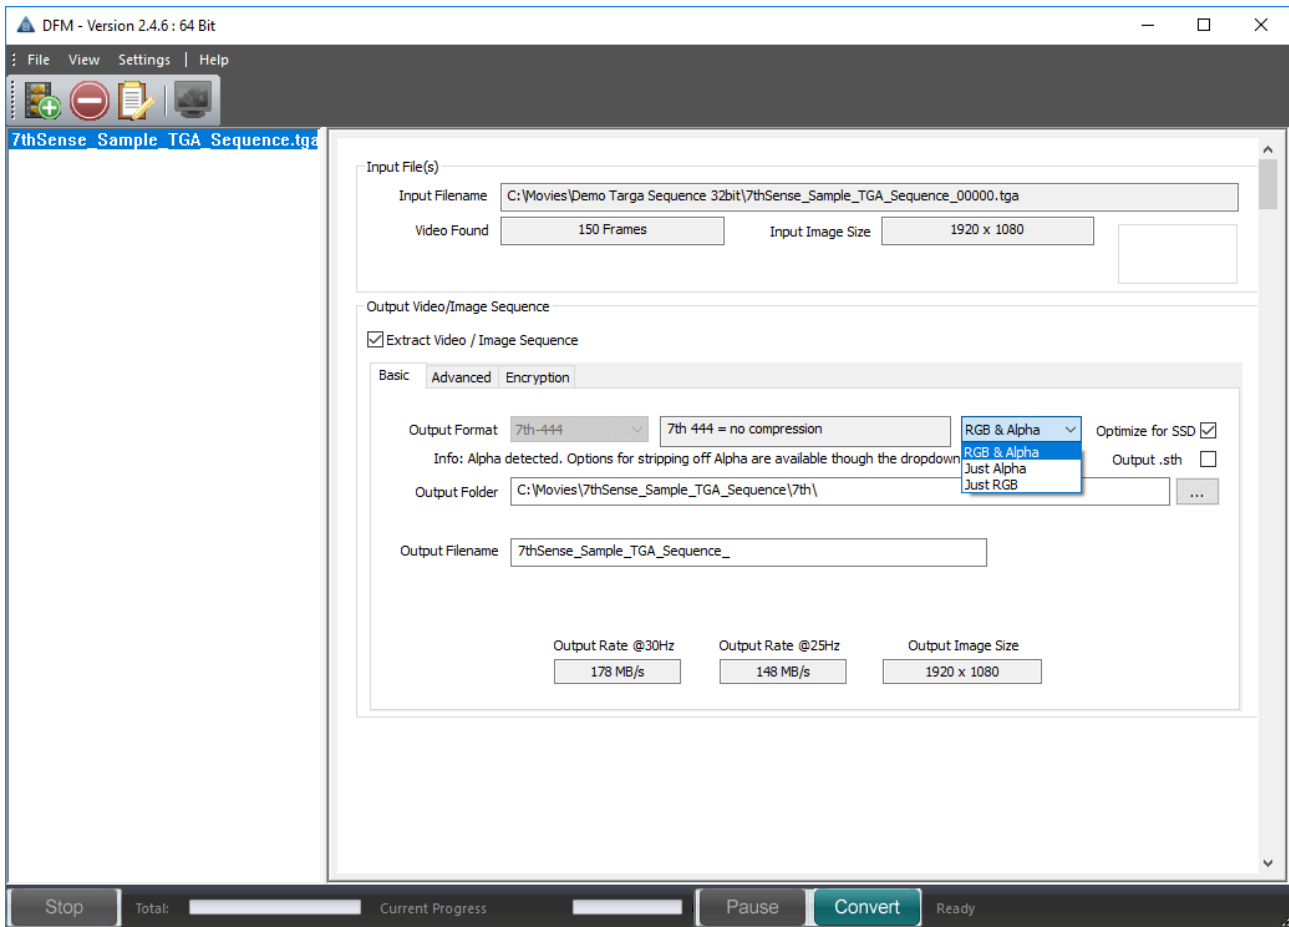 DFM - Version 2.4.6 : 64 Bit
File View Settings | Help
7thSense_Sample_TGA_Sequence.tga
Input File(s)
Input Filename C:\Movies\Demo Targa Sequence 32bit\7thSense_Sample_TGA_Sequence_00000.tga
Video Found 150 Frames Input Image Size 1920 x 1080
Output Video/Image Sequence
Extract Video / Image Sequence
Basic Advanced Encryption
Output Format 7th-444 7th 444 = no compression RGB & Alpha Optimize for SSD
Info: Alpha detected. Options for stripping off Alpha are available though the dropdown RGB & Alpha Output .sth
Just Alpha
Just RGB
Output Folder C:\Movies\7thSense_Sample_TGA_Sequence\7th\ ...
Output Filename 7thSense_Sample_TGA_Sequence_
Output Rate @30Hz Output Rate @25Hz Output Image Size
178 MB/s 148 MB/s 1920 x 1080
Stop Total: Current Progress Pause Convert Ready